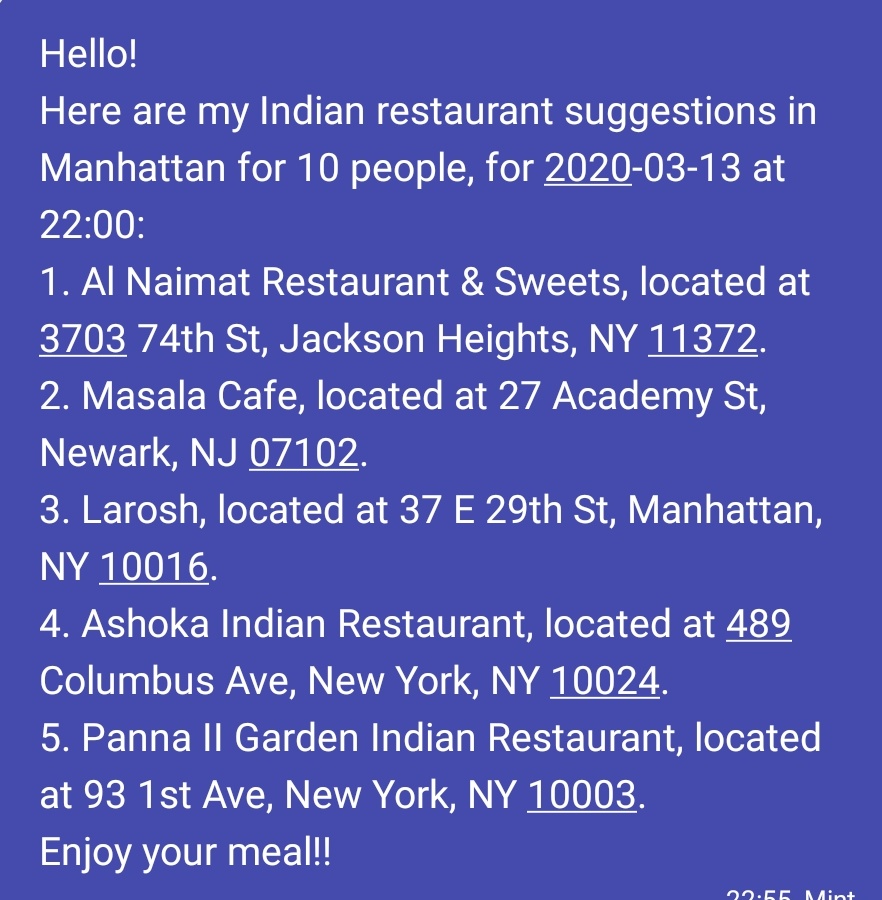 Hello!
Here are my Indian restaurant suggestions in
Manhattan for 10 people, for 2020-03-13 at
22:00:
1. Al Naimat Restaurant & Sweets, located at
3703 74th St, Jackson Heights, NY 11372.
2. Masala Cafe, located at 27 Academy St,
Newark, NJ 07102.
3. Larosh, located at 37 E 29th St, Manhattan,
NY 10016.
4. Ashoka Indian Restaurant, located at 489
Columbus Ave, New York, NY 10024.
5. Panna II Garden Indian Restaurant, located
at 93 1st Ave, New York, NY 10003.
Enjoy your meal!!
22:55 Mint